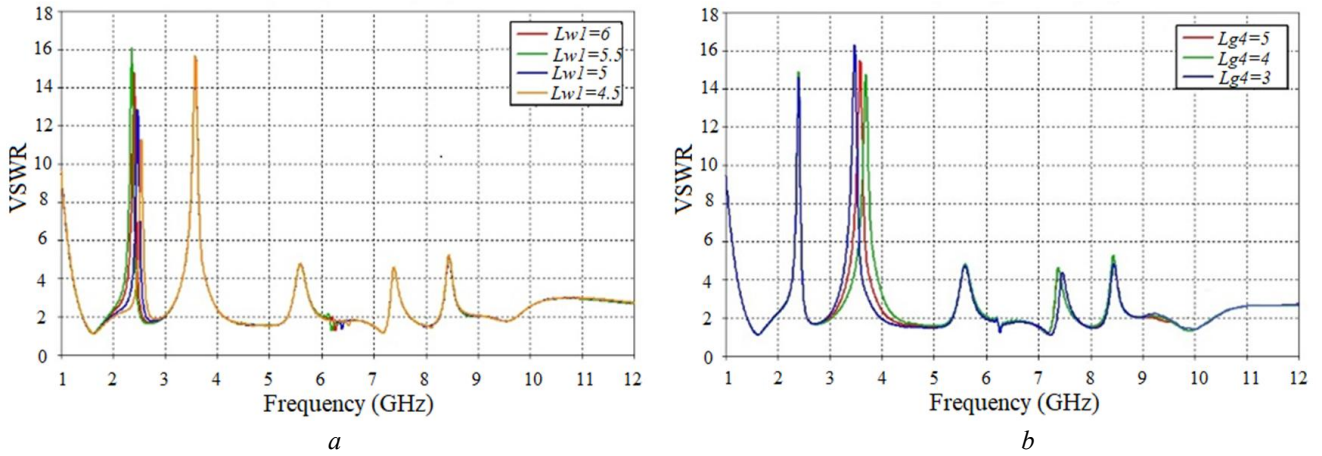 18
16
14
12
10
8
6
4
2
0
VSWR
Lw1=6
Lw1=5.5
Lw1=5
Lw1=4.5
1 2 3 4 5 6 7 8 9 10 11 12
Frequency (GHz)
a
18
16
14
12
10
8
6
4
2
0
VSWR
Lg4=5
Lg4=4
Lg4=3
1 2 3 4 5 6 7 8 9 10 11 12
Frequency (GHz)
b